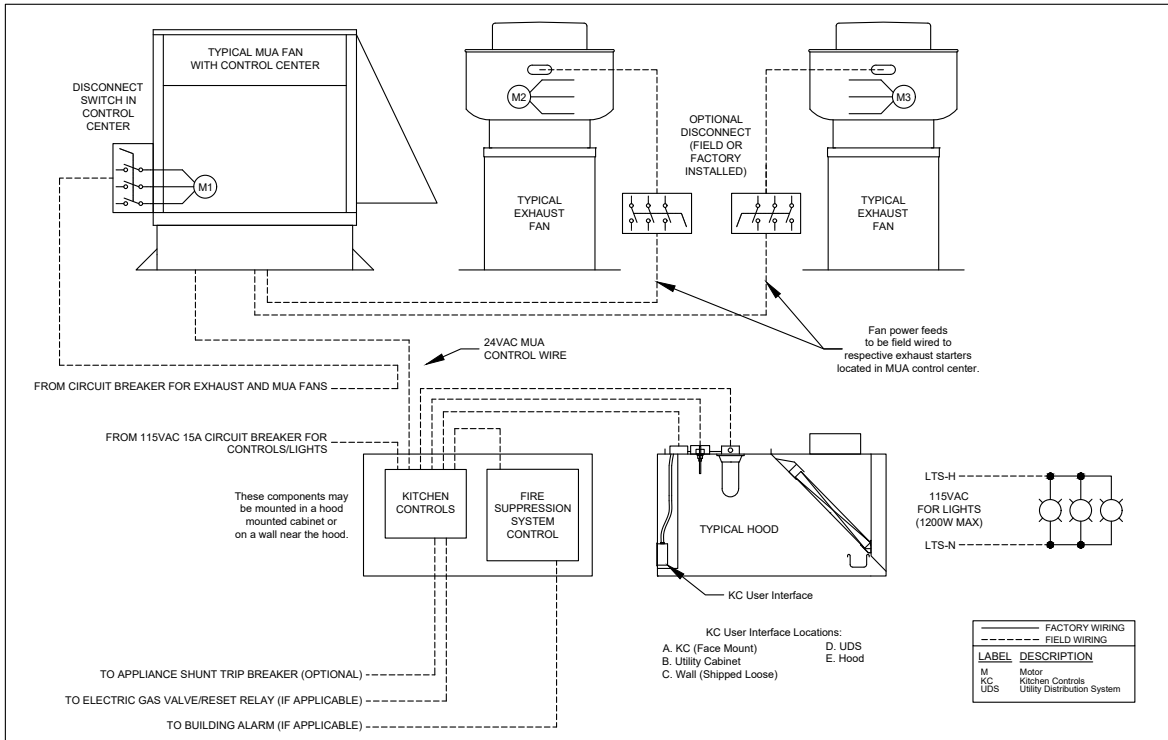 TYPICAL MUA FAN
WITH CONTROL CENTER
DISCONNECT
SWITCH IN
CONTROL
CENTER
M1
M2
M3
OPTIONAL
DISCONNECT
(FIELD OR
FACTORY
INSTALLED)
TYPICAL
EXHAUST
FAN
TYPICAL
EXHAUST
FAN
24VAC MUA
CONTROL WIRE
Fan power feeds
to be field wired to
respective exhaust starters
located in MUA control center.
FROM CIRCUIT BREAKER FOR EXHAUST AND MUA FANS
FROM 115VAC 15A CIRCUIT BREAKER FOR
CONTROLS/LIGHTS
These components may
be mounted in a hood
mounted cabinet or
on a wall near the hood.
KITCHEN
CONTROLS
FIRE
SUPPRESSION
SYSTEM
CONTROL
TYPICAL HOOD
LTS-H
115VAC
FOR LIGHTS
(1200W MAX)
LTS-N
KC User Interface
KC User Interface Locations:
A. KC (Face Mount)
B. Utility Cabinet
C. Wall (Shipped Loose)
D. UDS
E. Hood
TO APPLIANCE SHUNT TRIP BREAKER (OPTIONAL)
TO ELECTRIC GAS VALVE/RESET RELAY (IF APPLICABLE)
TO BUILDING ALARM (IF APPLICABLE)
FACTORY WIRING
FIELD WIRING
LABEL DESCRIPTION
M Motor
KC Kitchen Controls
UDS Utility Distribution System